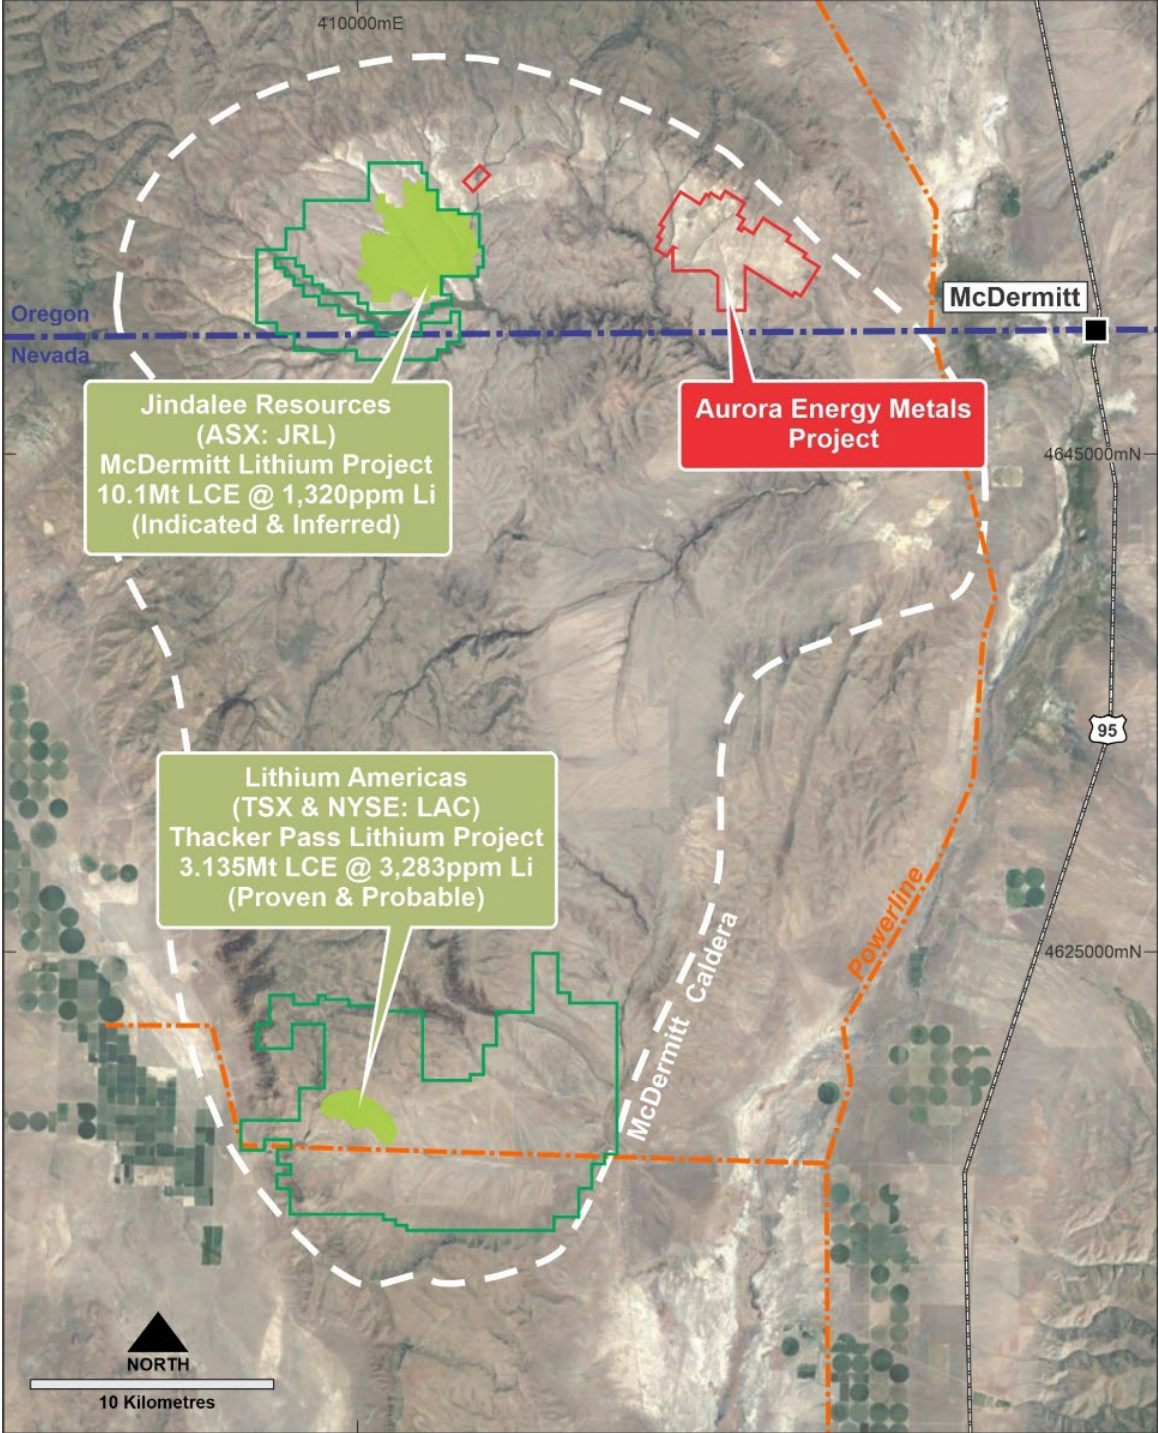 410000mE
Oregon
Nevada
McDermitt
Jindalee Resources
(ASX: JRL)
McDermitt Lithium Project
10.1Mt LCE @ 1,320ppm Li
(Indicated & Inferred)
Aurora Energy Metals
Project
4645000mN
95
Lithium Americas
(TSX & NYSE: LAC)
Thacker Pass Lithium Project
3.135Mt LCE @ 3,283ppm Li
(Proven & Probable)
Powerline
4625000mN
McDermitt Caldera
NORTH
10 Kilometres